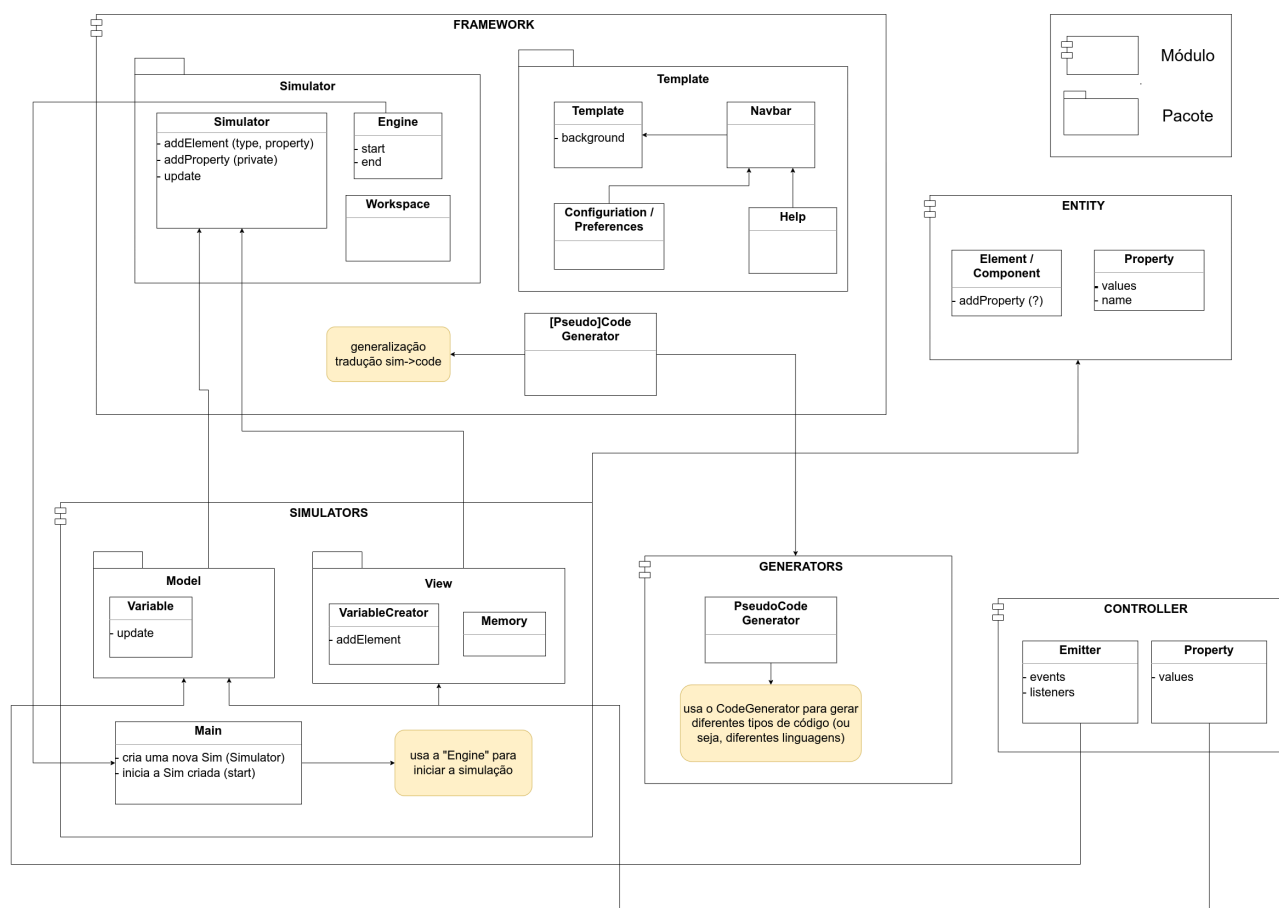 FRAMEWORK
Simulator
Simulator
- addElement (type, property)
- addProperty (private)
- update
Engine
- start
- end
Workspace
Template
Template
- background
Navbar
Configuriation /
Preferences
Help
generalização
tradução sim->code
[Pseudo]Code
Generator
Módulo
Pacote
ENTITY
Element /
Component
- addProperty (?)
Property
- values
- name
SIMULATORS
Model
Variable
- update
View
VariableCreator
- addElement
Memory
Main
- cria uma nova Sim (Simulator)
- inicia a Sim criada (start)
usa a "Engine" para
iniciar a simulação
GENERATORS
PseudoCode
Generator
usa o CodeGenerator para gerar
diferentes tipos de código (ou
seja, diferentes linguagens)
CONTROLLER
Emitter
- events
- listeners
Property
- values